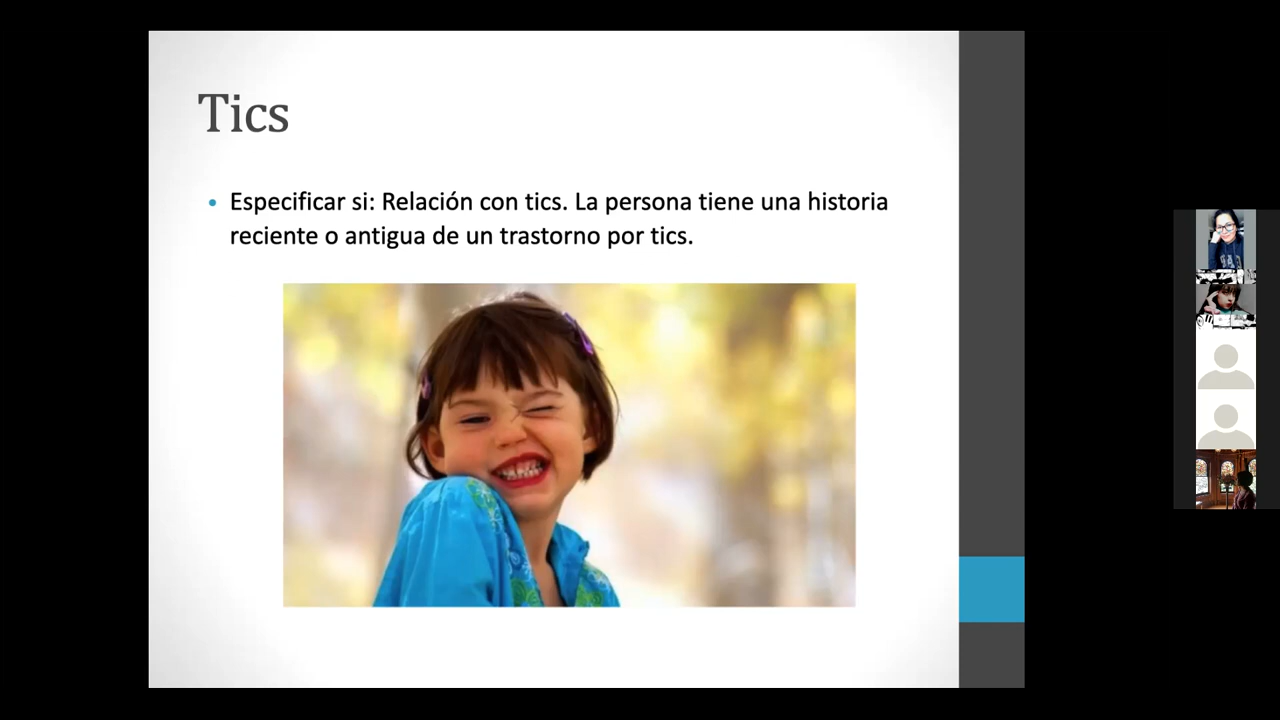 Tics
Especificar si: Relación con tics. La persona tiene una historia
reciente o antigua de un trastorno por tics.